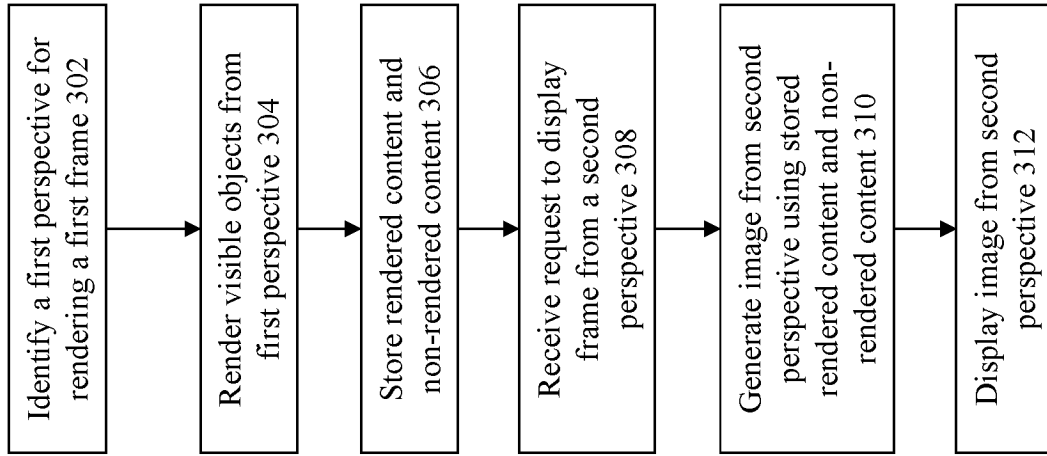 Identify a first perspective for
rendering a first frame 302
Render visible objects from
first perspective 304
Store rendered content and
non-rendered content 306
Receive request to display
frame from a second
perspective 308
Generate image from second
perspective using stored
rendered content and non-
rendered content 310
Display image from second
perspective 312